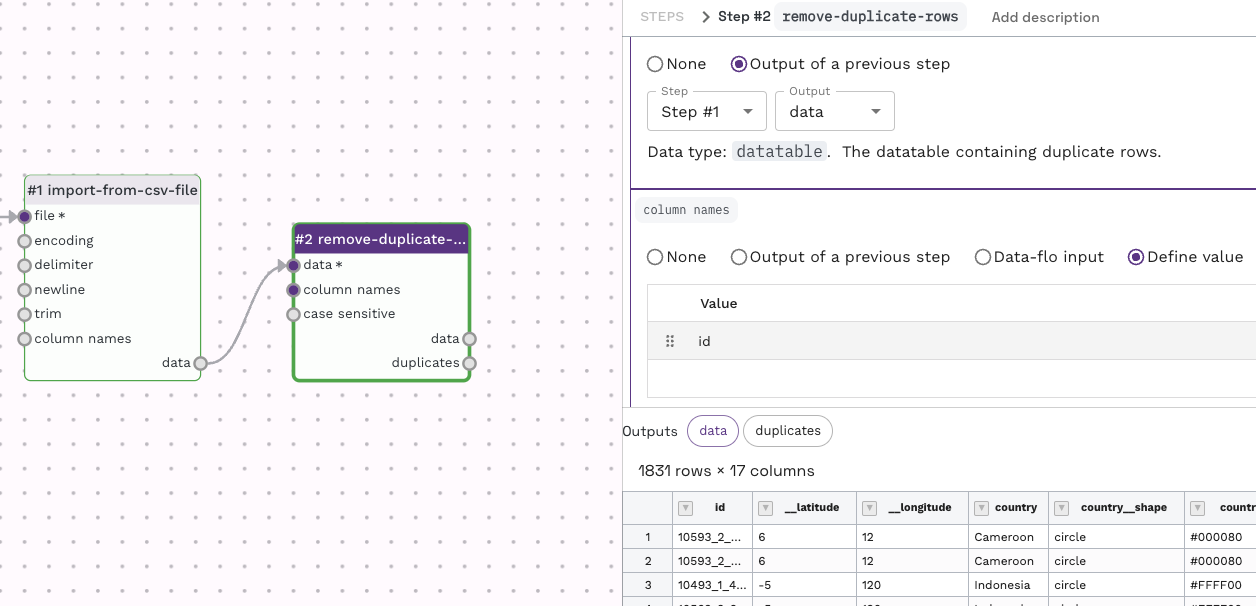 #1 import-from-csv-file
file *
encoding
delimiter
newline
trim
column names
data
#2 remove-duplicate-...
data *
column names
case sensitive
data
duplicates
STEPS Step #2 remove-duplicate-rows Add description
None Output of a previous step
Step Output
Step #1 data
Data type: datatable. The datatable containing duplicate rows.
column names
None Output of a previous step Data-flo input Define value
Value
id
Outputs data duplicates
1831 rows × 17 columns
id __latitude __longitude country country__shape countr
1 10593_2_... 6 12 Cameroon circle #000080
2 10593_2_... 6 12 Cameroon circle #000080
3 10493_1_4... -5 120 Indonesia circle #FFFF00